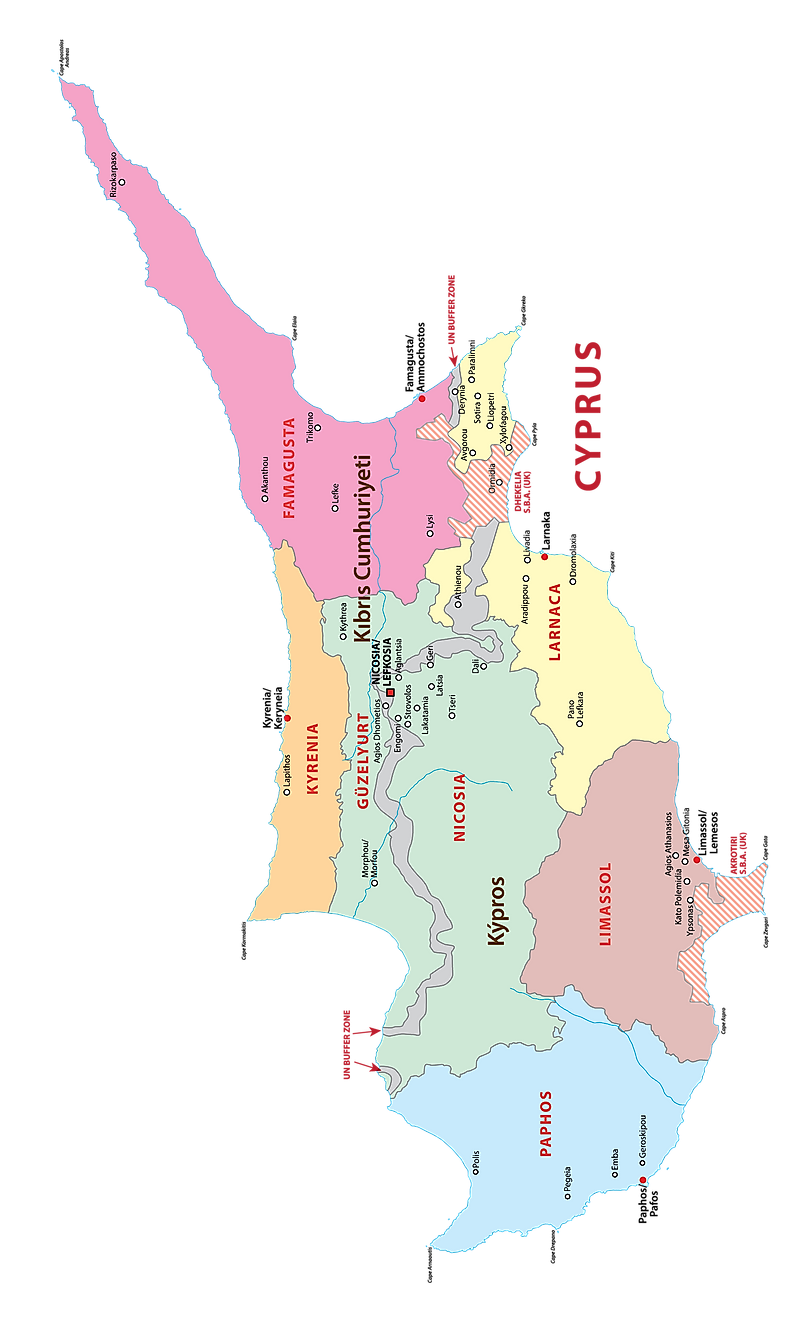 Cape Apostolos
Andreas
Rizokarpaso
Cape Elaia
UN BUFFER ZONE
Cape Gkreko
Famagusta/
Ammochostos
Paralimni
Derynia
Sotira
Liopetri
Xylofagou
Avgorou
Cape Pyla
CYPRUS
Trikomo
FAMAGUSTA
Akanthou
Lefke
Ormidia
DHEKELIA
S.B.A. (UK)
Lysi
Kıbrıs Cumhuriyeti
Livadia
Larnaka
Dromolaxia
Cape Kiti
Athienou
Aradippou
LARNACA
Kythrea
NICOSIA/
LEFKOSIA
Aglantsia
Geri
Dali
Latsia
Tseri
Lakatamia
Strovolos
Engomi
Agios Dhometios
Pano
Lefkara
Kyrenia/
Keryneia
KYRENIA
Lapithos
GÜZELYURT
NICOSIA
Morphou/
Morfou
Agios Athanasios
Mesa Gitonia
Limassol/
Lemesos
AKROTIRI
S.B.A. (UK)
Cape Gata
Kato Polemidia
Ypsonas
LIMASSOL
Kýpros
Cape Kormakitis
Cape Zevgari
Cape Aspro
UN BUFFER ZONE
PAPHOS
Polis
Pegeia
Emba
Geroskipou
Paphos/
Pafos
Cape Drepano
Cape Arnaoutis